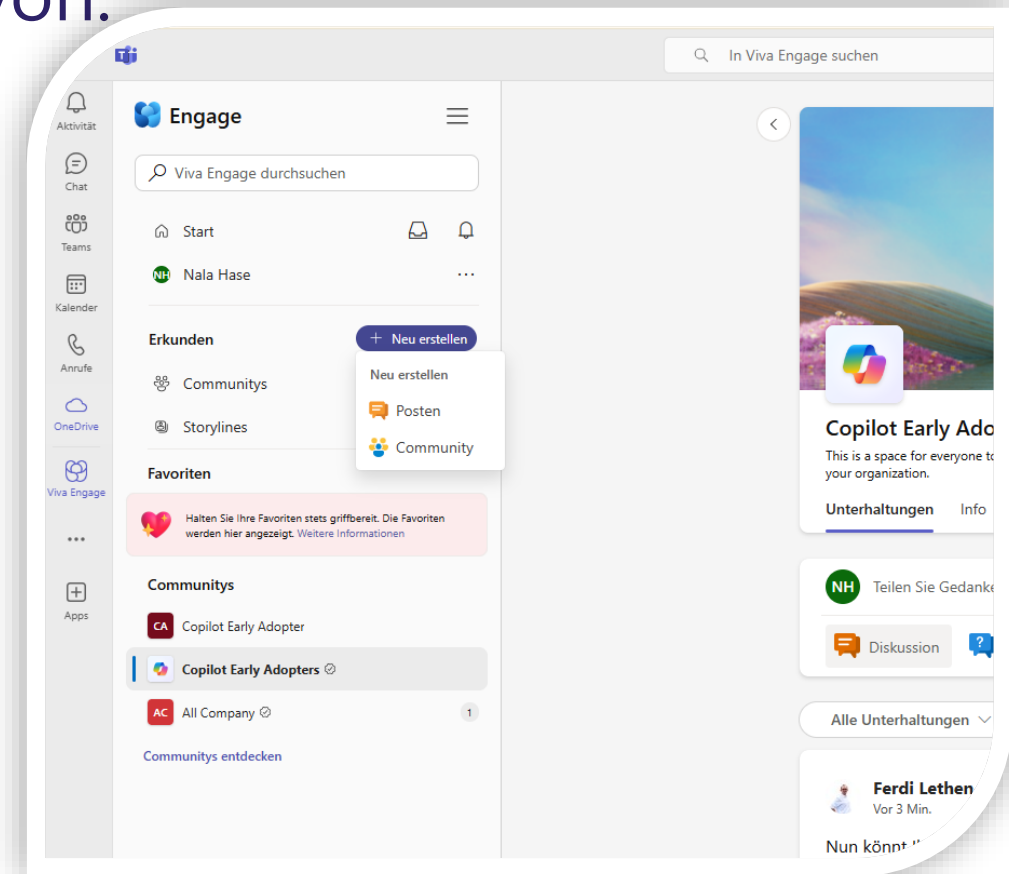 In Viva Engage suchen
Aktivität
Chat
Teams
Kalender
Anrufe
OneDrive
Viva Engage
Apps
Engage
Viva Engage durchsuchen
Start
NH Nala Hase
Erkunden
+ Neu erstellen
Neu erstellen
Posten
Community
Communitys
Storylines
Favoriten
Halten Sie Ihre Favoriten stets griffbereit. Die Favoriten
werden hier angezeigt. Weitere Informationen
Communitys
CA Copilot Early Adopter
Copilot Early Adopters
AC All Company 1
Communitys entdecken
Copilot Early Ado
This is a space for everyone to
your organization.
Unterhaltungen Info
NH Teilen Sie Gedanke
Diskussion
Alle Unterhaltungen
Ferdi Lethen
Vor 3 Min.
Nun könnt